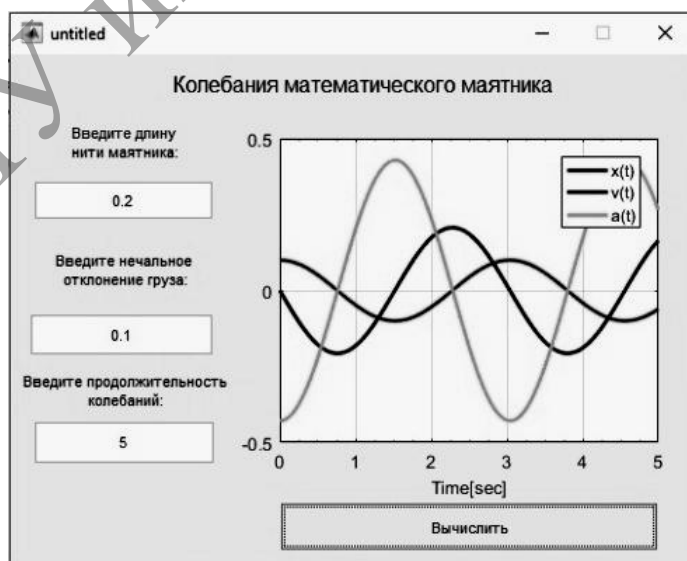 untitled
Колебания математического маятника
Введите длину
нити маятника:
0.2
Введите нечальное
отклонение груза:
0.1
Введите продолжительность
колебаний:
5
0.5
0
-0.5
x(t)
v(t)
a(t)
0 1 2 3 4 5
Time[sec]
Вычислить